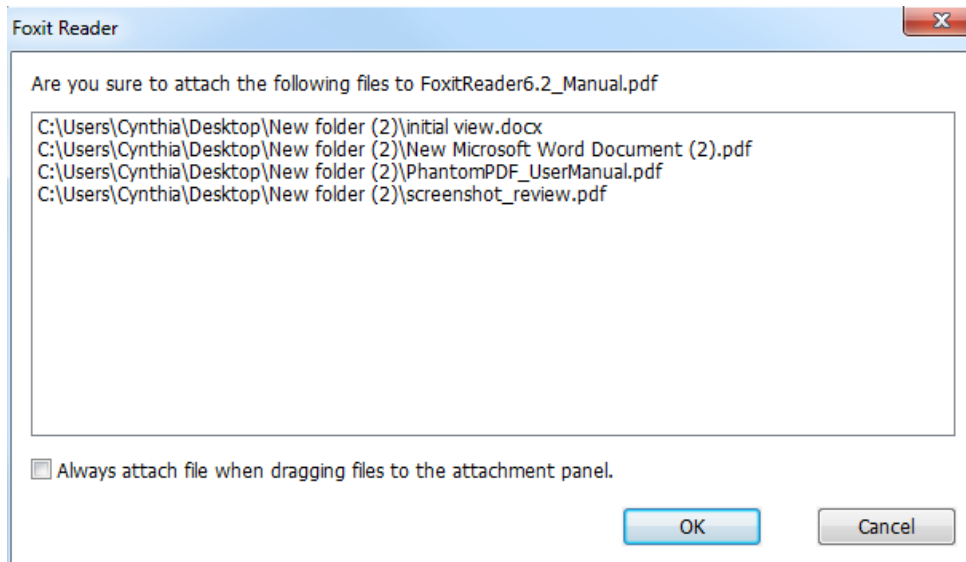 Foxit Reader
Are you sure to attach the following files to FoxitReader6.2_Manual.pdf
C:\Users\Cynthia\Desktop\New folder (2)\initial view.docx
C:\Users\Cynthia\Desktop\New folder (2)\New Microsoft Word Document (2).pdf
C:\Users\Cynthia\Desktop\New folder (2)\PhantomPDF_UserManual.pdf
C:\Users\Cynthia\Desktop\New folder (2)\screenshot_review.pdf
Always attach file when dragging files to the attachment panel.
OK Cancel